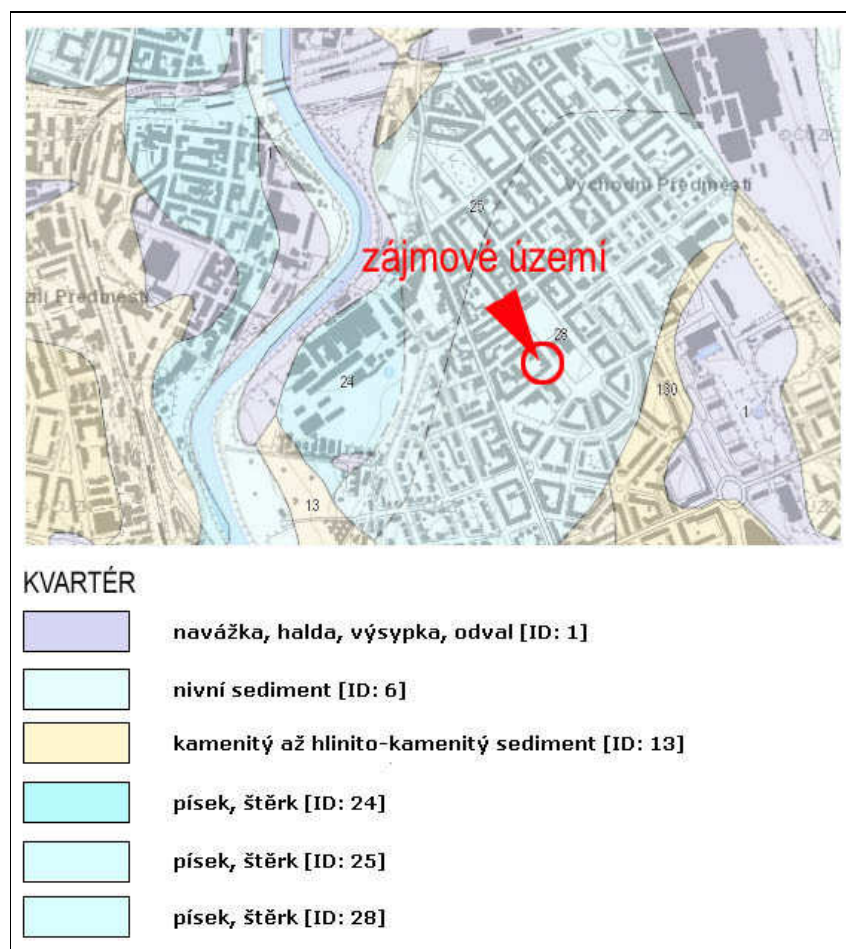 ©ČÚZK
1
Východní Předměstí
25
zájmové území
28
24
130
1
13
KVARTÉR
navážka, halda, výsypka, odval [ID: 1]
nivní sediment [ID: 6]
kamenitý až hlinito-kamenitý sediment [ID: 13]
písek, štěrk [ID: 24]
písek, štěrk [ID: 25]
písek, štěrk [ID: 28]